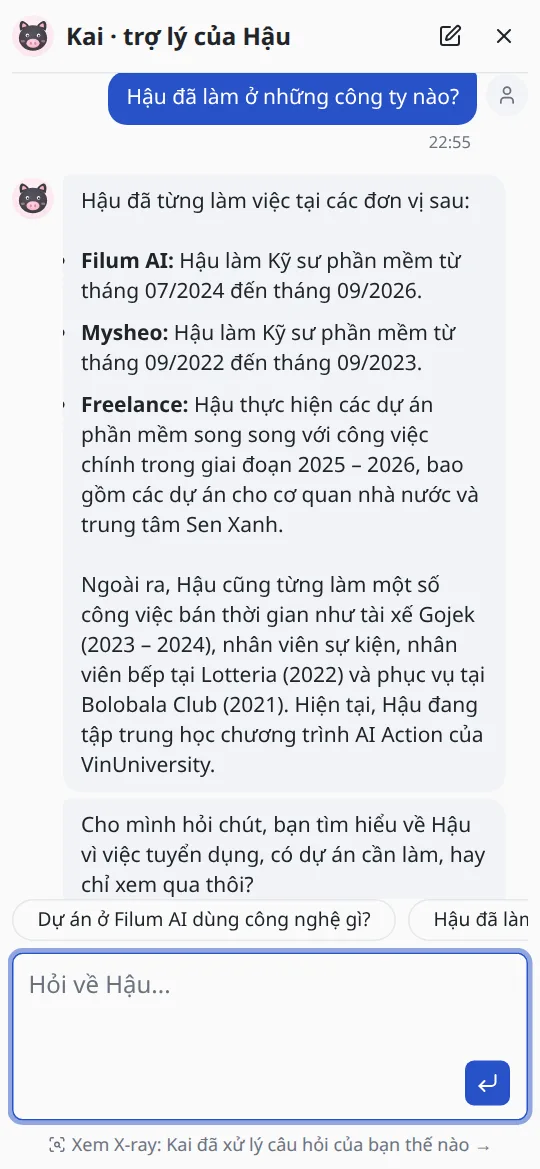 Kai · trợ lý của Hậu
Hậu đã làm ở những công ty nào?
22:55
Hậu đã từng làm việc tại các đơn vị sau:
Filum AI: Hậu làm Kỹ sư phần mềm từ
tháng 07/2024 đến tháng 09/2026.
Mysheo: Hậu làm Kỹ sư phần mềm từ
tháng 09/2022 đến tháng 09/2023.
Freelance: Hậu thực hiện các dự án
phần mềm song song với công việc
chính trong giai đoạn 2025 – 2026, bao
gồm các dự án cho cơ quan nhà nước và
trung tâm Sen Xanh.
Ngoài ra, Hậu cũng từng làm một số
công việc bán thời gian như tài xế Gojek
(2023 – 2024), nhân viên sự kiện, nhân
viên bếp tại Lotteria (2022) và phục vụ tại
Bolobala Club (2021). Hiện tại, Hậu đang
tập trung học chương trình AI Action của
VinUniversity.
Cho mình hỏi chút, bạn tìm hiểu về Hậu
vì việc tuyển dụng, có dự án cần làm, hay
chỉ xem qua thôi?
Dự án ở Filum AI dùng công nghệ gì?
Hậu đã làm
Hỏi về Hậu...
Xem X-ray: Kai đã xử lý câu hỏi của bạn thế nào →